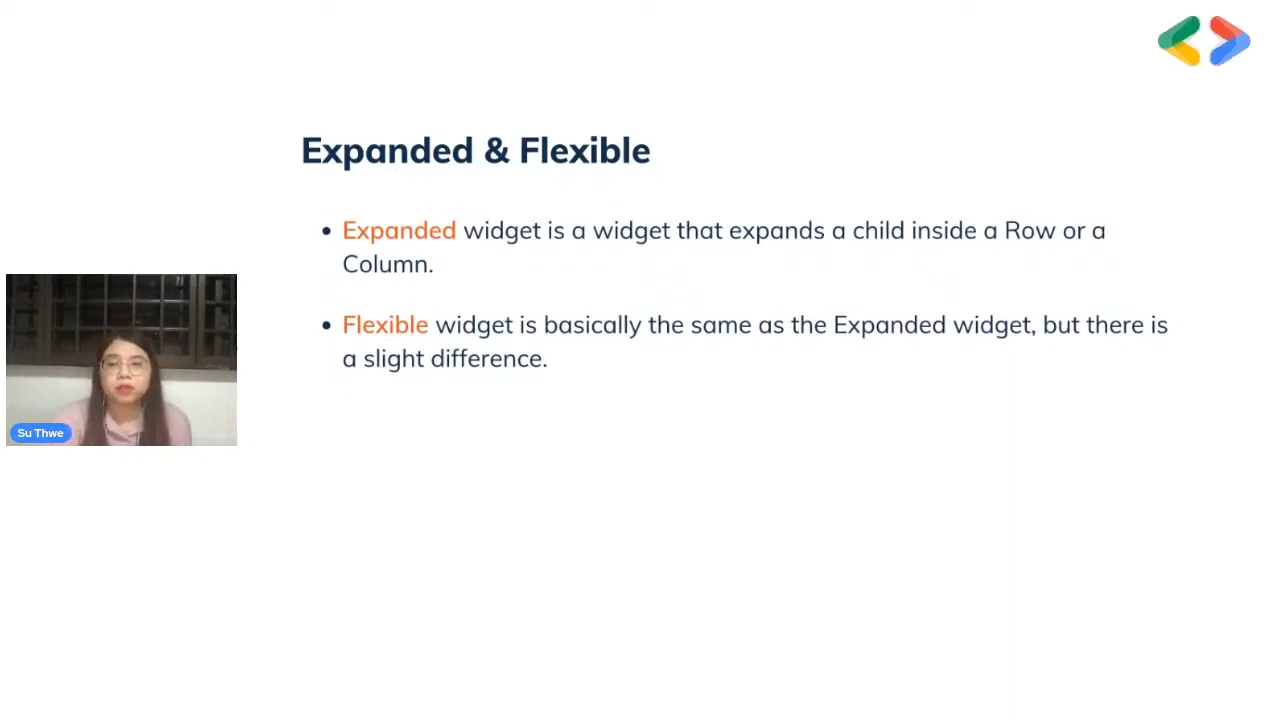 Expanded & Flexible
• Expanded widget is a widget that expands a child inside a Row or a
Column.
• Flexible widget is basically the same as the Expanded widget, but there is
a slight difference.
Su Thwe